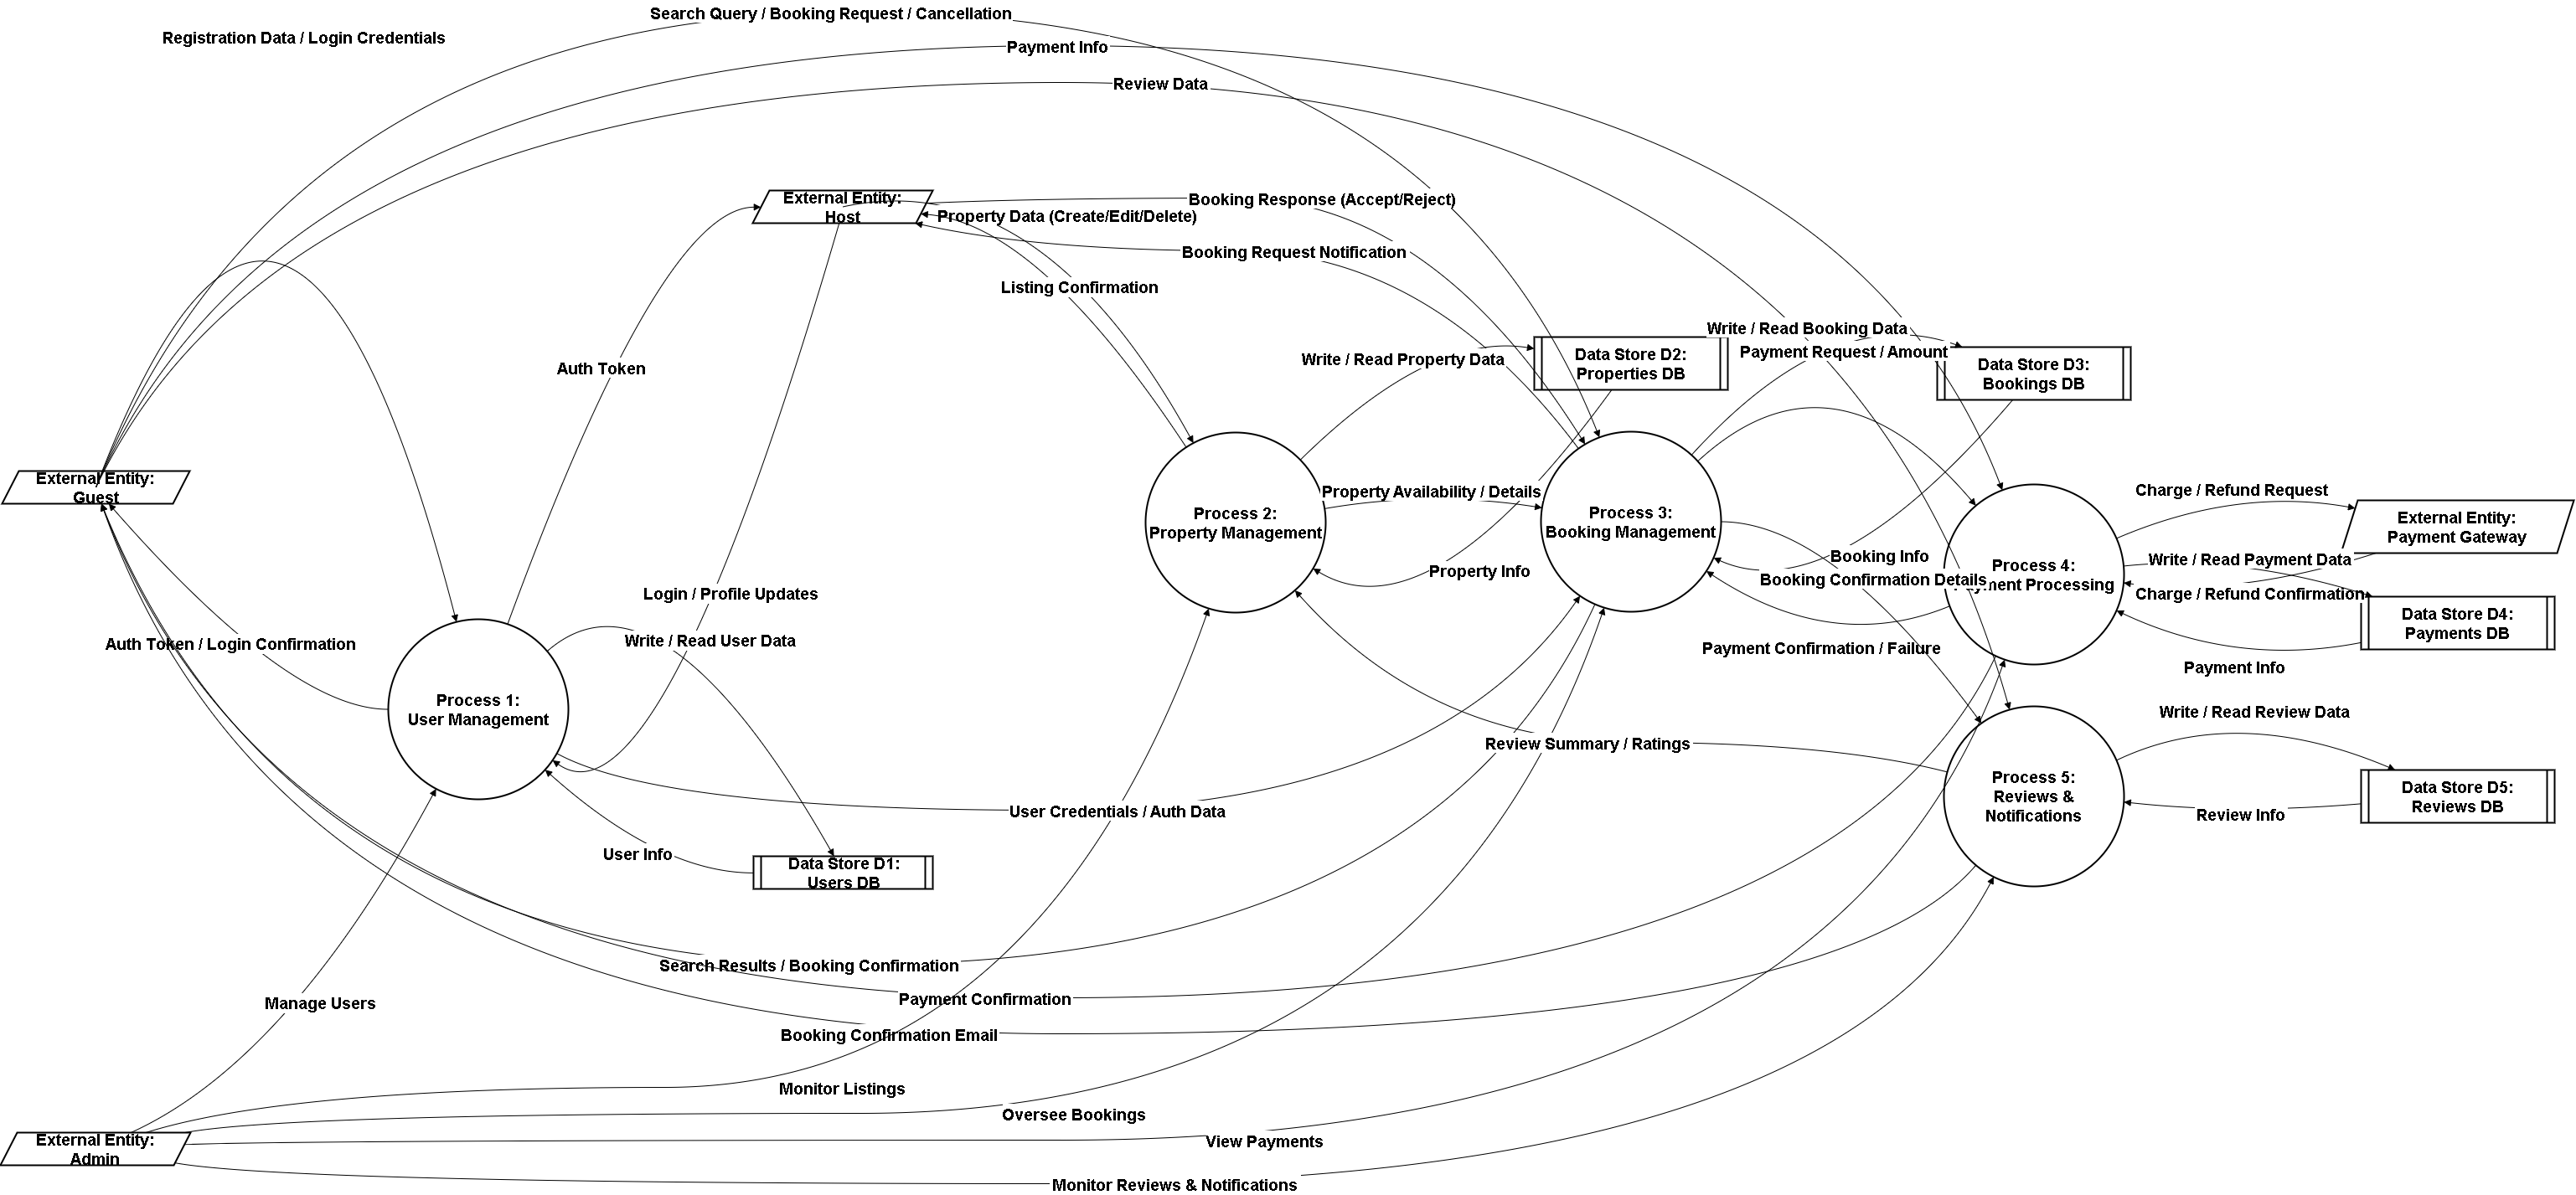 Search Query / Booking Request / Cancellation
Registration Data / Login Credentials
Payment Info
Review Data
External Entity:
Host
Booking Response (Accept/Reject)
Property Data (Create/Edit/Delete)
Booking Request Notification
Listing Confirmation
Write / Read Booking Data
Payment Request / Amount
Write / Read Property Data
Data Store D2:
Properties DB
Data Store D3:
Bookings DB
Auth Token
External Entity:
Guest
Property Availability / Details
Process 2:
Property Management
Process 3:
Booking Management
Charge / Refund Request
External Entity:
Payment Gateway
Booking Info
Write / Read Payment Data
Process 4:
ment Processing
Property Info
Booking Confirmation Details
Charge / Refund Confirmation
Login / Profile Updates
Data Store D4:
Payments DB
Auth Token / Login Confirmation
Write / Read User Data
Payment Confirmation / Failure
Payment Info
Process 1:
User Management
Write / Read Review Data
Review Summary / Ratings
Process 5:
Reviews &
Notifications
Data Store D5:
Reviews DB
User Credentials / Auth Data
Review Info
User Info
Data Store D1:
Users DB
Search Results / Booking Confirmation
Manage Users
Payment Confirmation
Booking Confirmation Email
Monitor Listings
Oversee Bookings
External Entity:
Admin
View Payments
Monitor Reviews & Notifications